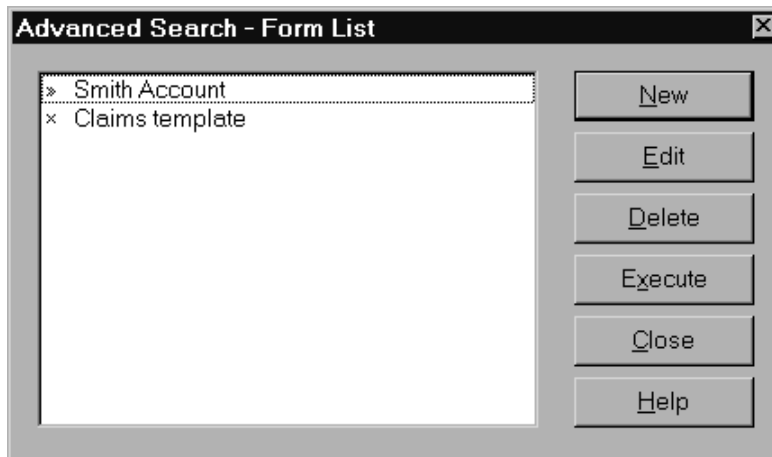 Advanced Search - Form List
» Smith Account
× Claims template
New
Edit
Delete
Execute
Close
Help